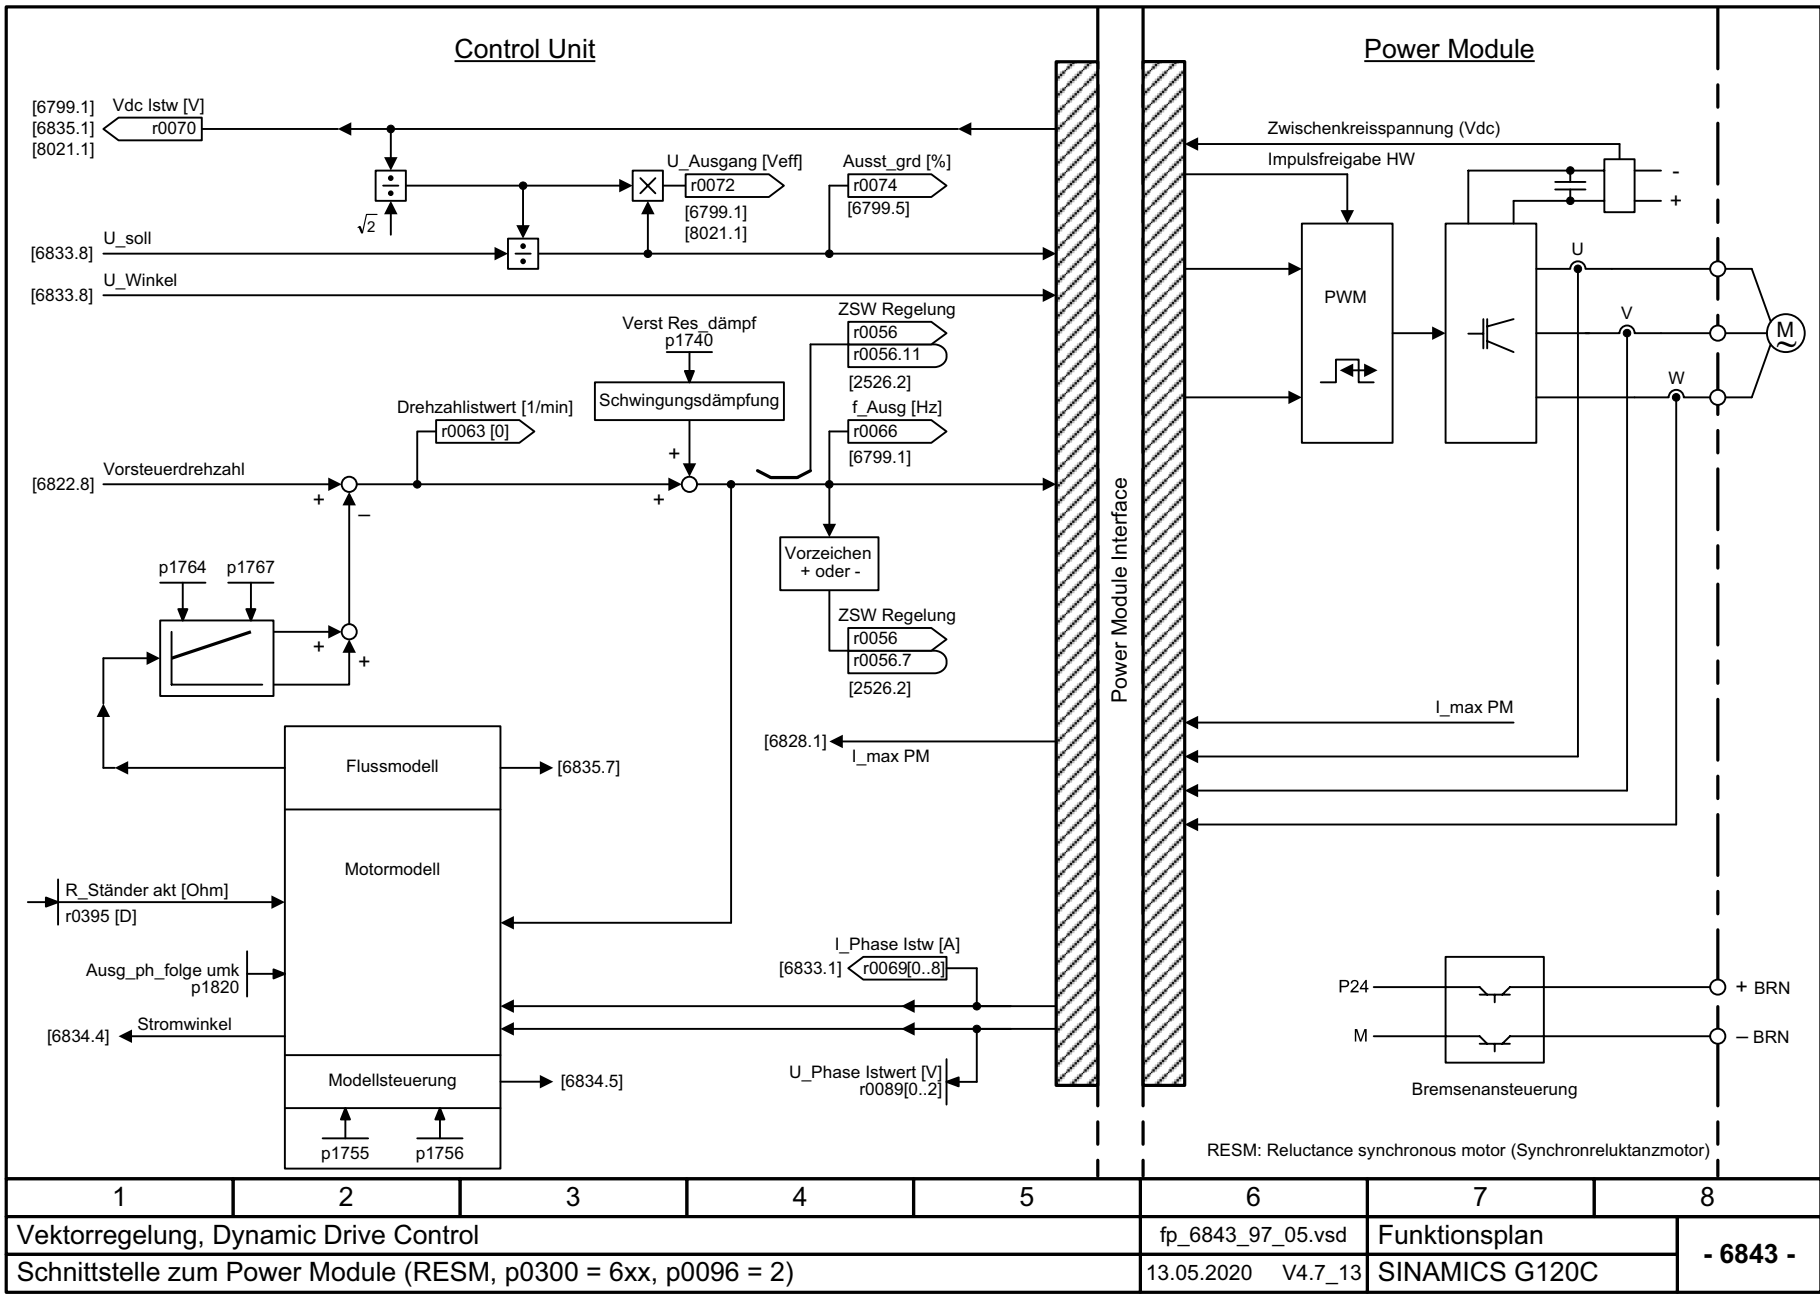 Control Unit
Power Module
[6799.1]
[6835.1]
[8021.1]
Vdc Istw [V]
r0070
÷
√2
U_Ausgang [Veff]
r0072
[6799.1]
[8021.1]
Ausst_grd [%]
r0074
[6799.5]
[6833.8]
U_soll
÷
[6833.8]
U_Winkel
Verst Res_dämpf
p1740
Schwingungsdämpfung
ZSW Regelung
r0056
r0056.11
[2526.2]
Drehzahlistwert [1/min]
r0063 [0]
f_Ausg [Hz]
r0066
[6799.1]
[6822.8]
Vorsteuerdrehzahl
+
–
+
+
Vorzeichen
+ oder -
ZSW Regelung
r0056
r0056.7
[2526.2]
p1764
p1767
+
+
[6828.1]
I_max PM
Flussmodell
[6835.7]
Motormodell
R_Ständer akt [Ohm]
r0395 [D]
Ausg_ph_folge umk
p1820
[6834.4]
Stromwinkel
I_Phase Istw [A]
[6833.1]
r0069[0..8]
U_Phase Istwert [V]
r0089[0..2]
Modellsteuerung
[6834.5]
p1755
p1756
Power Module Interface
Zwischenkreisspannung (Vdc)
Impulsfreigabe HW
-
+
PWM
U
V
W
M
~
I_max PM
P24
+ BRN
M
– BRN
Bremsenansteuerung
RESM: Reluctance synchronous motor (Synchronreluktanzmotor)
1 2 3 4 5 6 7 8
Vektorregelung, Dynamic Drive Control
fp_6843_97_05.vsd
Funktionsplan
- 6843 -
Schnittstelle zum Power Module (RESM, p0300 = 6xx, p0096 = 2)
13.05.2020 V4.7_13
SINAMICS G120C